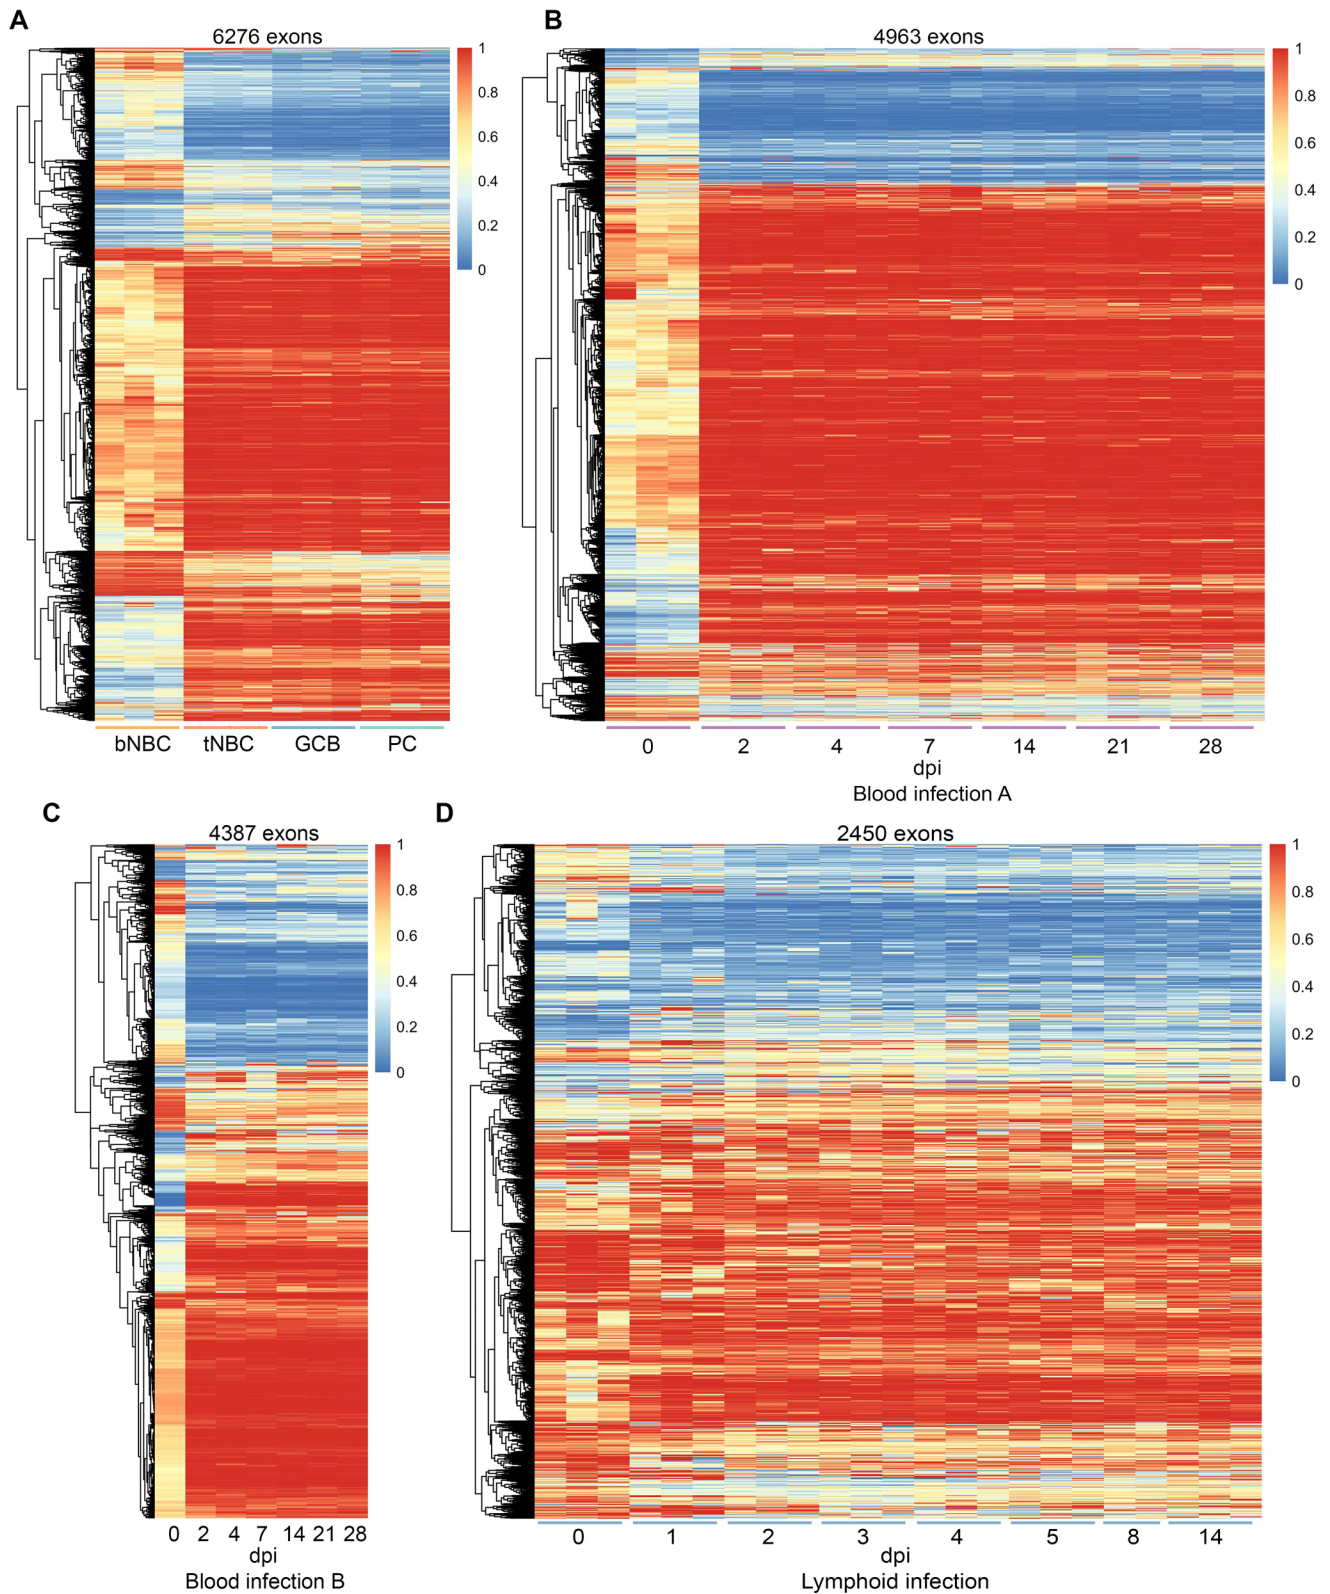 A
6276 exons
1
0.8
0.6
0.4
0.2
0
bNBC tNBC GCB PC
B
4963 exons
1
0.8
0.6
0.4
0.2
0
0 2 4 7 14 21 28
dpi
Blood infection A
C
4387 exons
1
0.8
0.6
0.4
0.2
0
0 2 4 7 14 21 28
dpi
Blood infection B
D
2450 exons
1
0.8
0.6
0.4
0.2
0
0 1 2 3 4 5 8 14
dpi
Lymphoid infection